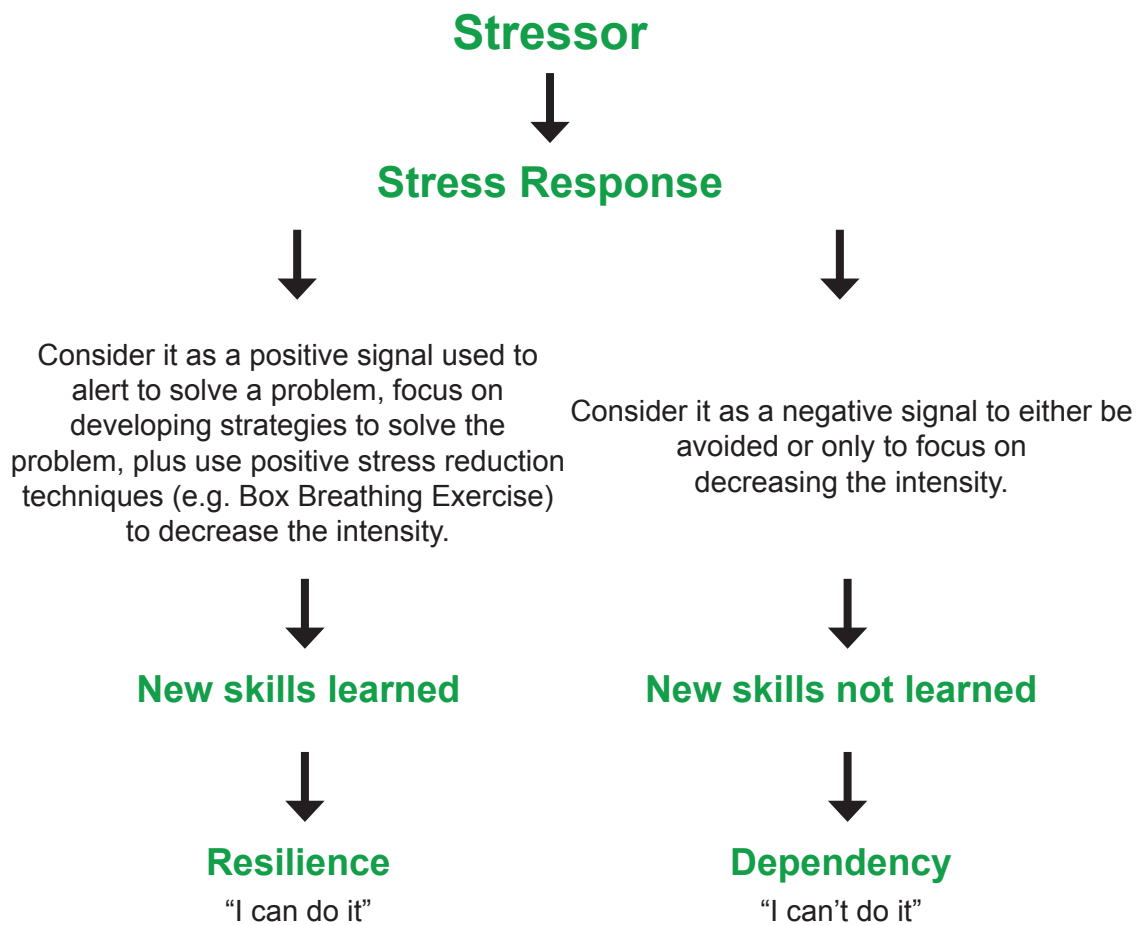 Stressor
Stress Response
Consider it as a positive signal used to
alert to solve a problem, focus on
developing strategies to solve the
problem, plus use positive stress reduction
techniques (e.g. Box Breathing Exercise)
to decrease the intensity.
Consider it as a negative signal to either be
avoided or only to focus on
decreasing the intensity.
New skills learned
New skills not learned
Resilience
“I can do it”
Dependency
“I can’t do it”